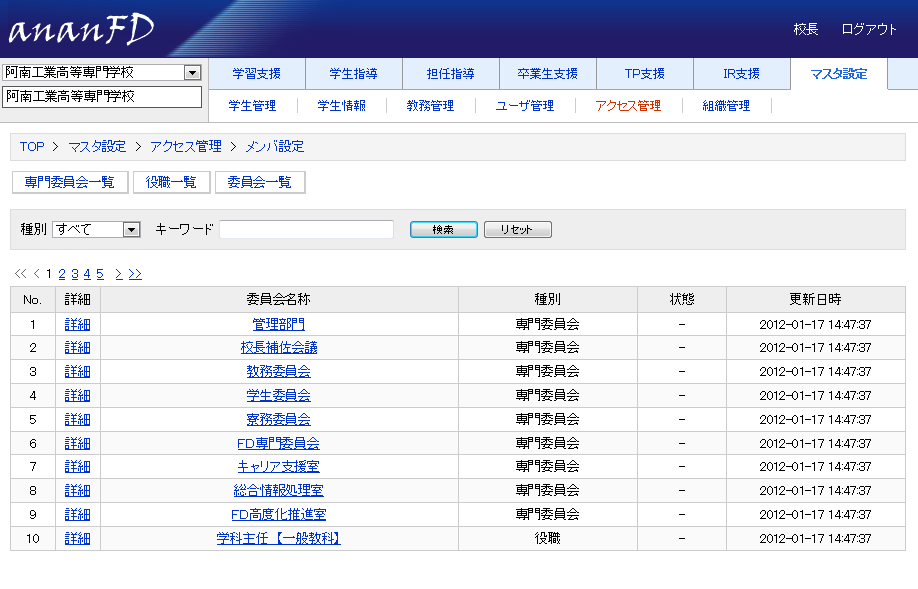 ananFD
校長 ログアウト
阿南工業高等専門学校
阿南工業高等専門学校
学習支援 学生指導 担任指導 卒業生支援 TP支援 IR支援 マスタ設定
学生管理 学生情報 教務管理 ユーザ管理 アクセス管理 組織管理
TOP > マスタ設定 > アクセス管理 > メンバ設定
専門委員会一覧 役職一覧 委員会一覧
種別 すべて キーワード 検索 リセット
<< < 1 2 3 4 5 > >>
No. 詳細 委員会名称 種別 状態 更新日時
1 詳細 管理部門 専門委員会 − 2012-01-17 14:47:37
2 詳細 校長補佐会議 専門委員会 − 2012-01-17 14:47:37
3 詳細 教務委員会 専門委員会 − 2012-01-17 14:47:37
4 詳細 学生委員会 専門委員会 − 2012-01-17 14:47:37
5 詳細 寮務委員会 専門委員会 − 2012-01-17 14:47:37
6 詳細 FD専門委員会 専門委員会 − 2012-01-17 14:47:37
7 詳細 キャリア支援室 専門委員会 − 2012-01-17 14:47:37
8 詳細 総合情報処理室 専門委員会 − 2012-01-17 14:47:37
9 詳細 FD高度化推進室 専門委員会 − 2012-01-17 14:47:37
10 詳細 学科主任【一般教科】 役職 − 2012-01-17 14:47:37